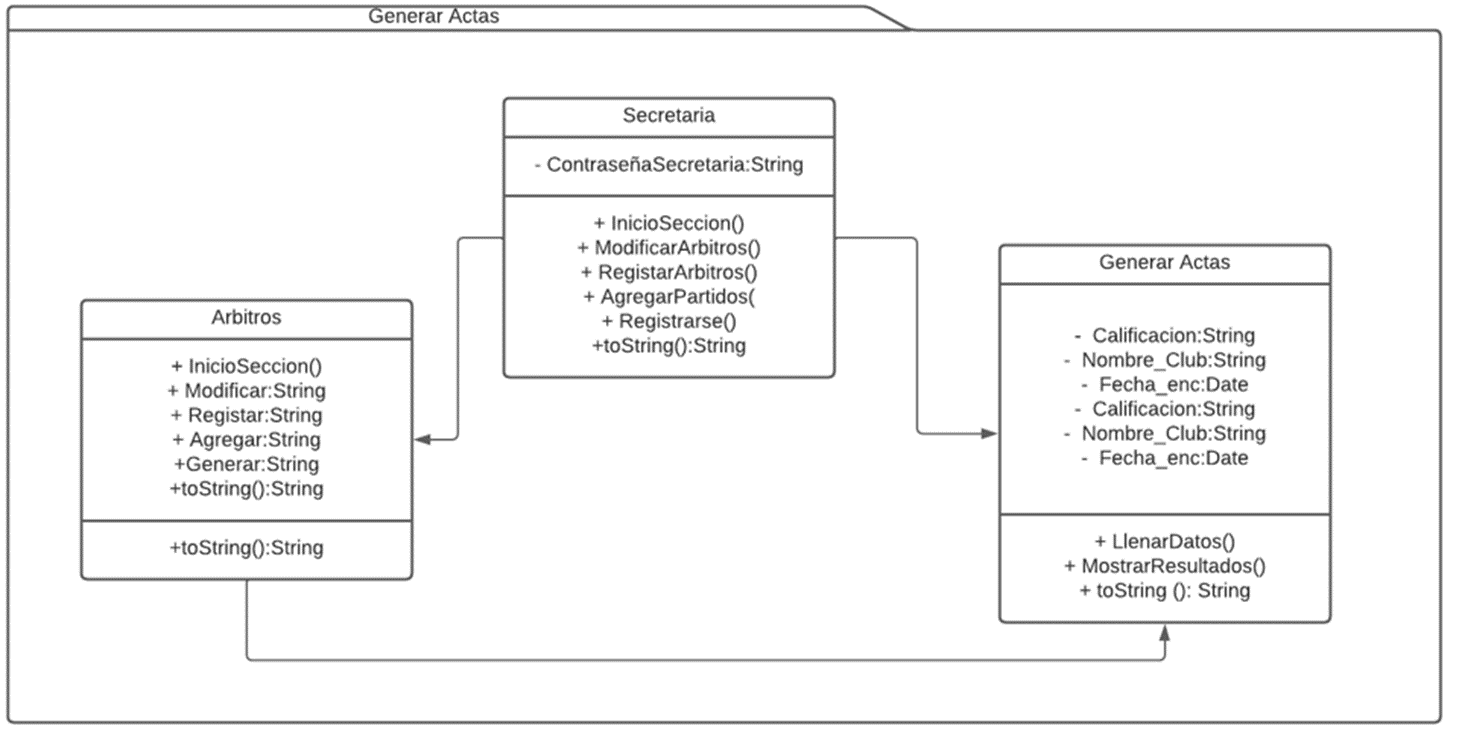 Generar Actas
Secretaria
- ContraseñaSecretaria:String
+ InicioSeccion()
+ ModificarArbitros()
+ RegistarArbitros()
+ AgregarPartidos(
+ Registrarse()
+toString():String
Arbitros
+ InicioSeccion()
+ Modificar:String
+ Registar:String
+ Agregar:String
+Generar:String
+toString():String
+toString():String
Generar Actas
- Calificacion:String
- Nombre_Club:String
- Fecha_enc:Date
- Calificacion:String
- Nombre_Club:String
- Fecha_enc:Date
+ LlenarDatos()
+ MostrarResultados()
+ toString (): String